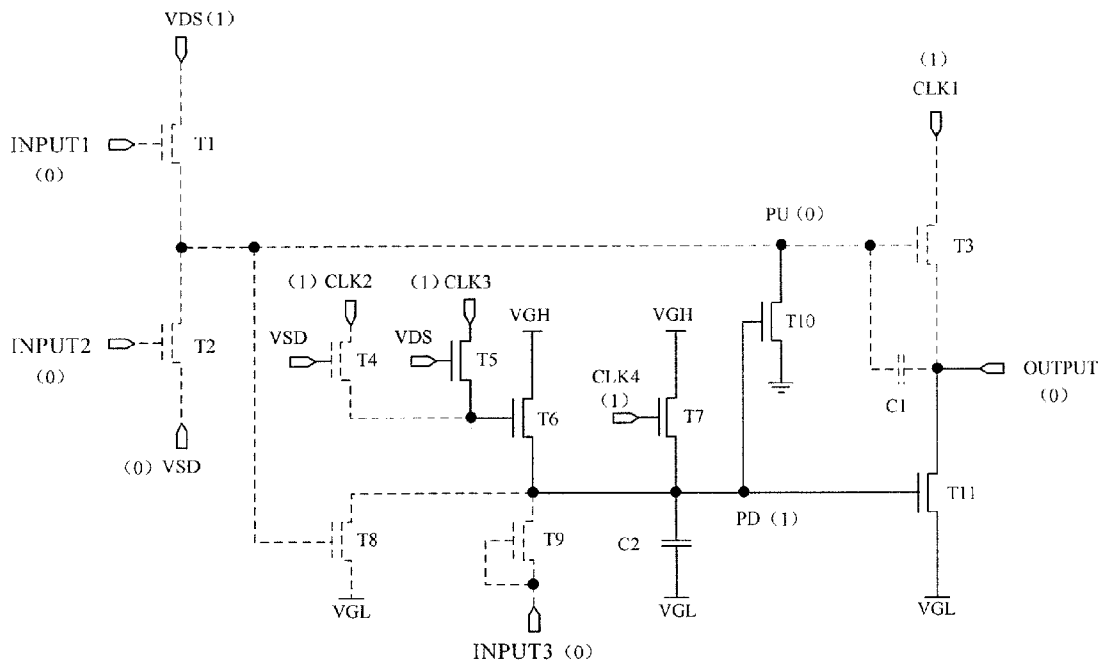 VDS(1)
(1)
CLK1
INPUT1
(0)
T1
PU(0)
T3
(1) CLK2
(1) CLK3
VGH
VGH
T10
VSD
VDS
T4
T5
INPUT2
(0)
T2
CLK4
(1)
T6
T7
C1
OUTPUT
(0)
(0) VSD
T11
PD (1)
T8
T9
C2
VGL
VGL
VGL
INPUT3 (0)